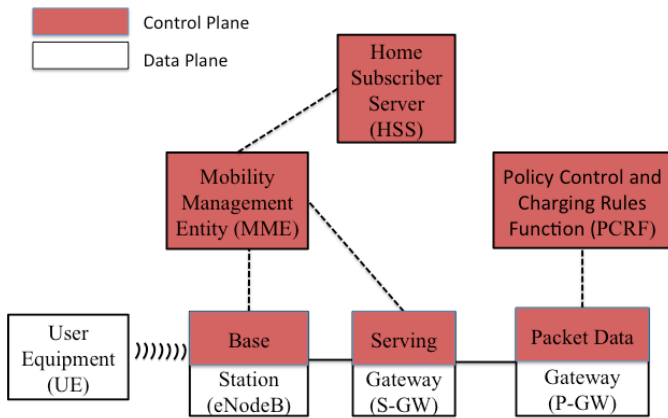 Control Plane
Data Plane
Home
Subscriber
Server
(HSS)
Mobility
Management
Entity (MME)
Policy Control and
Charging Rules
Function (PCRF)
User
Equipment
(UE)
Base
Station
(eNodeB)
Serving
Gateway
(S-GW)
Packet Data
Gateway
(P-GW)